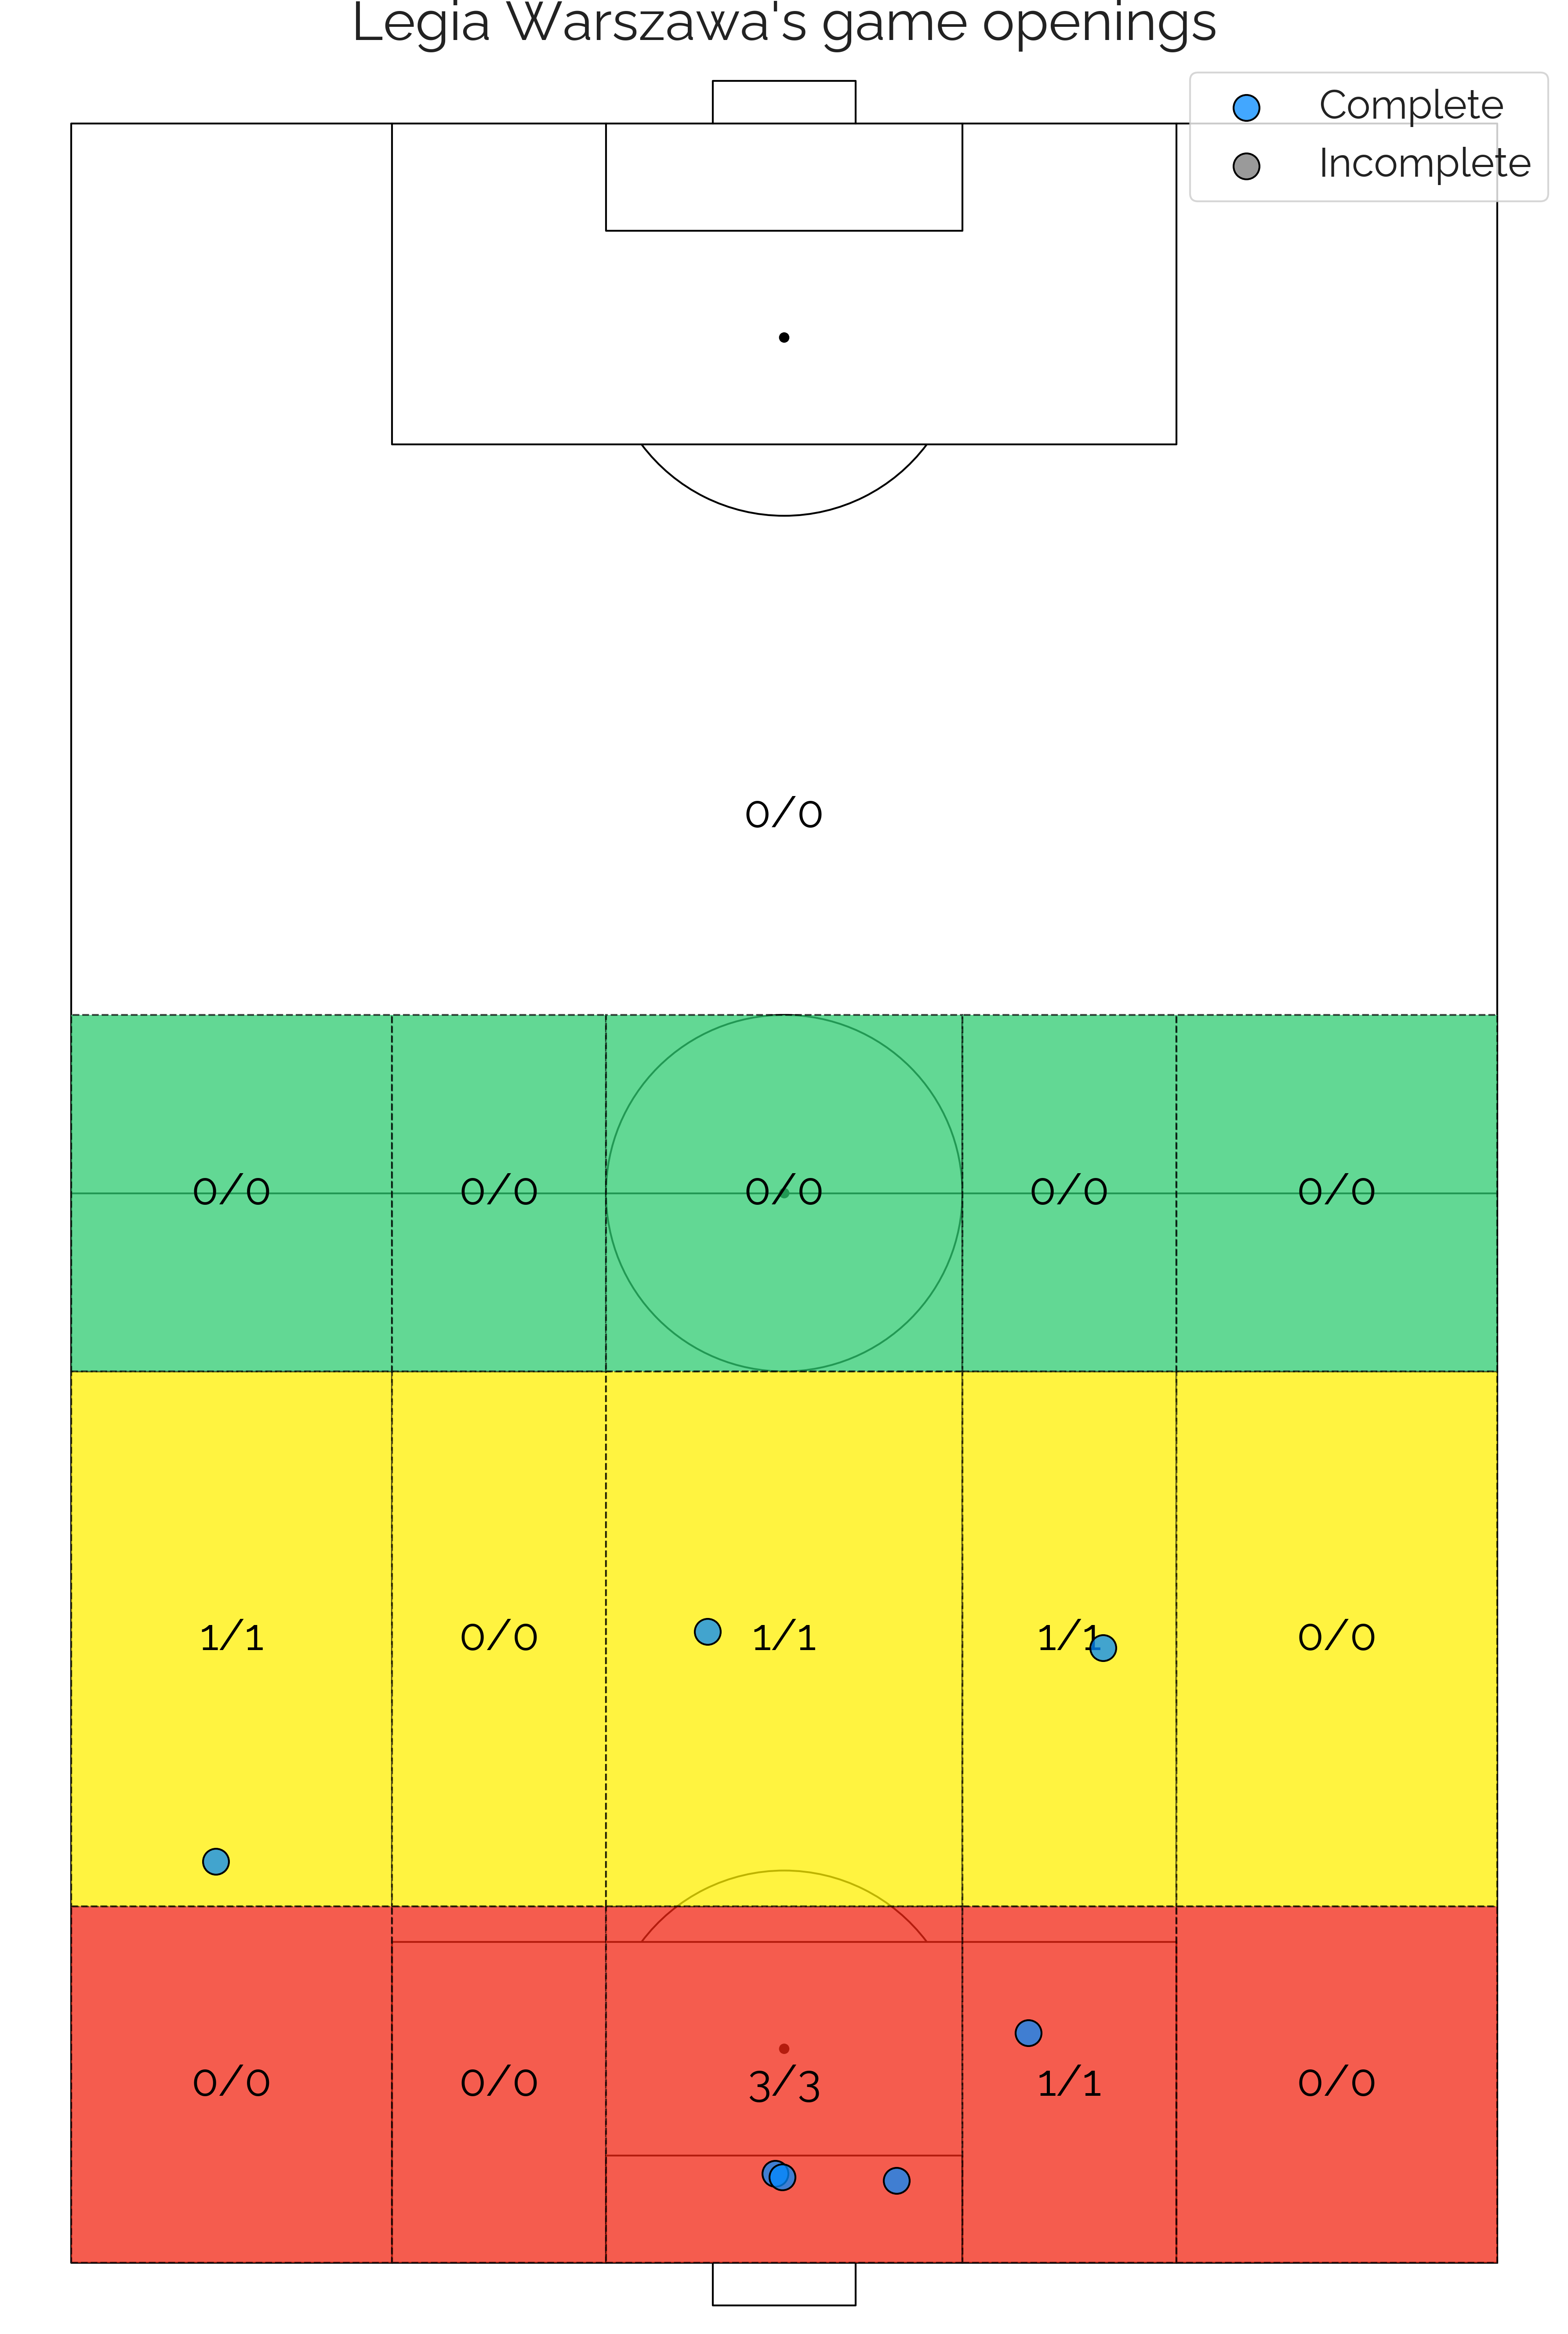 Legia Warszawa's game openings
Complete
Incomplete
0/0
0/0 0/0 0/0 0/0 0/0
1/1 0/0 1/1 1/1 0/0
0/0 0/0 3/3 1/1 0/0